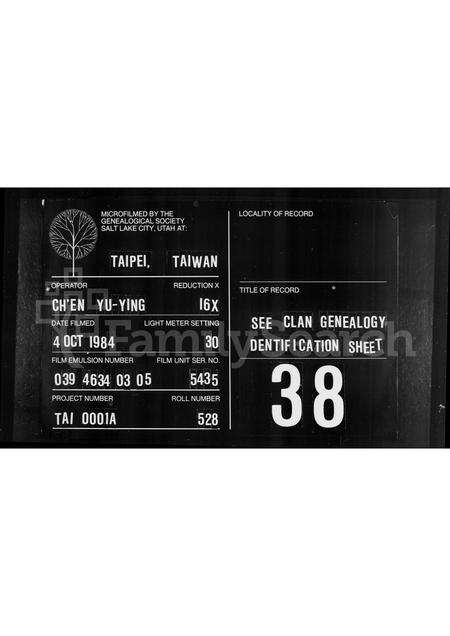 MICROFILMED BY THE
GENEALOGICAL SOCIETY
SALT LAKE CITY, UTAH AT:
TAIPEI, TAIWAN
OPERATOR REDUCTION X
CH'EN YU-YING 16X
DATE FILMED LIGHT METER SETTING
4 OCT 1984 30
FILM EMULSION NUMBER FILM UNIT SER. NO.
039 4634 03 05 5435
PROJECT NUMBER ROLL NUMBER
TAI 0001A 528
LOCALITY OF RECORD
TITLE OF RECORD
SEE CLAN GENEALOGY
DENTIFICATION SHEET
38
FamilySearch